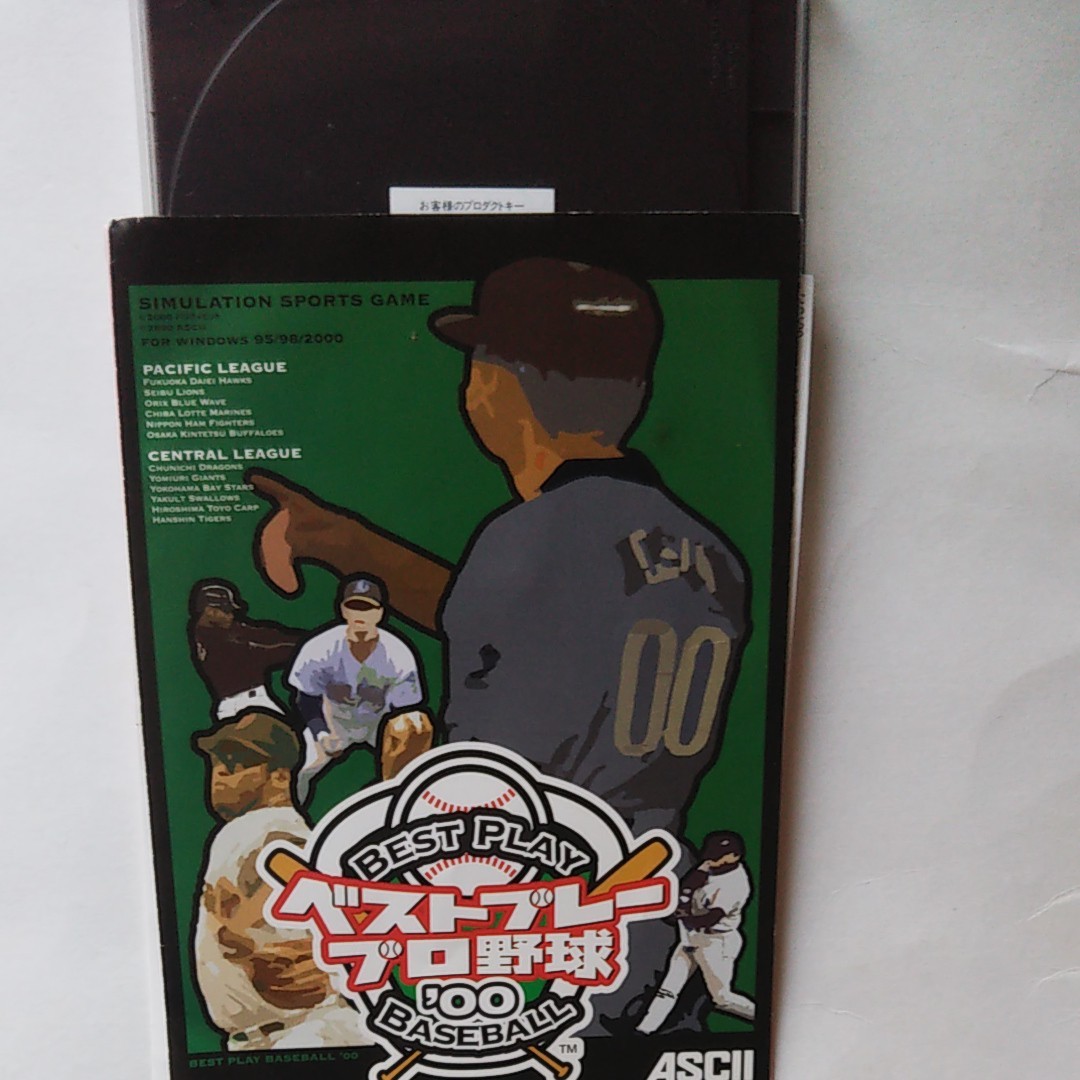 お客様のプロダクトキー
SIMULATION SPORTS GAME
©2000 ASCII
FOR WINDOWS 95/98/2000
PACIFIC LEAGUE
FUKUOKA DAIEI HAWKS
SEIBU LIONS
ORIX BLUE WAVE
CHIBA LOTTE MARINES
NIPPON HAM FIGHTERS
OSAKA KINTETSU BUFFALOES
CENTRAL LEAGUE
CHUNICHI DRAGONS
YOMIURI GIANTS
YOKOHAMA BAY STARS
YAKULT SWALLOWS
HIROSHIMA TOYO CARP
HANSHIN TIGERS
00
BEST PLAY
ベストプレー
プロ野球
'00
BASEBALL
TM
BEST PLAY BASEBALL '00
ASCII